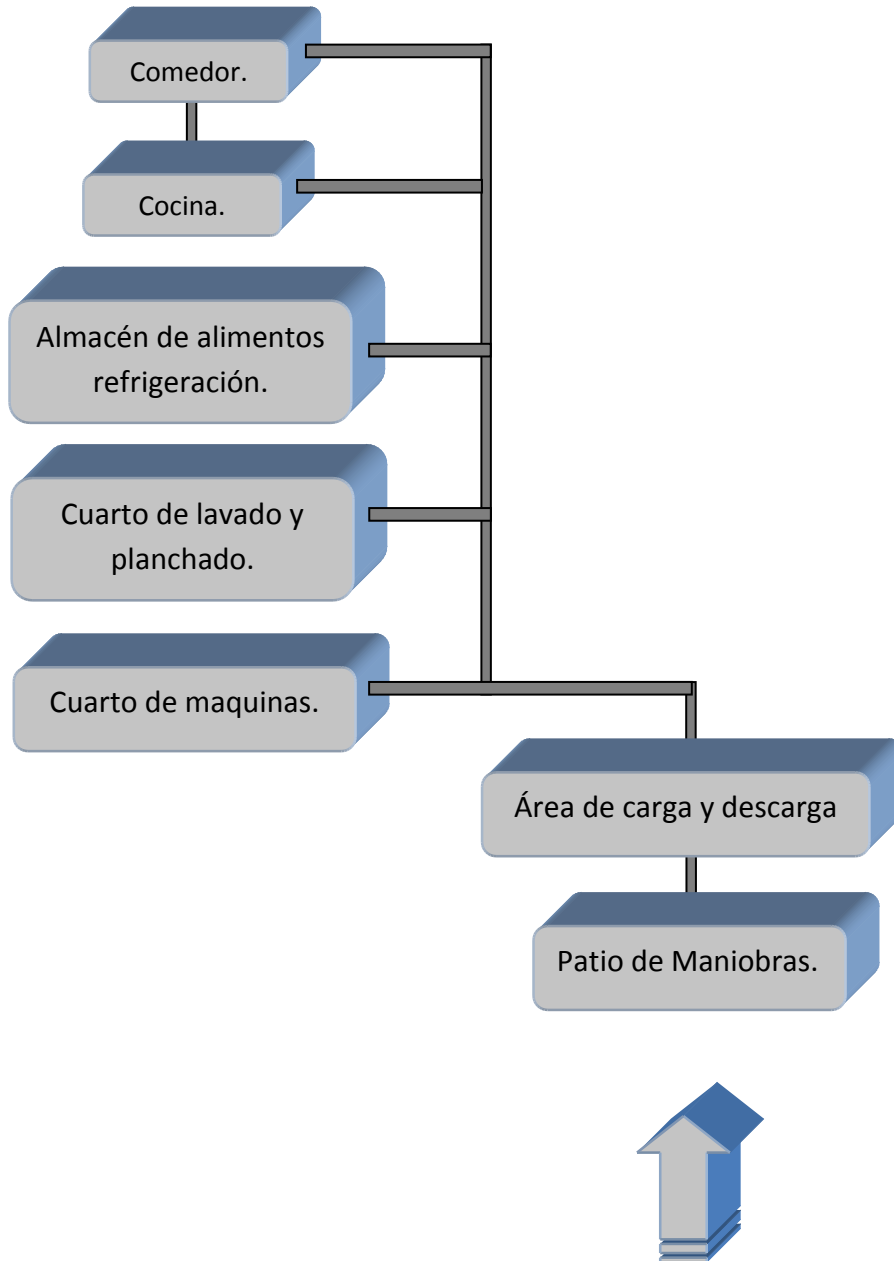 Comedor.
Cocina.
Almacén de alimentos
refrigeración.
Cuarto de lavado y
planchado.
Cuarto de maquinas.
Área de carga y descarga
Patio de Maniobras.